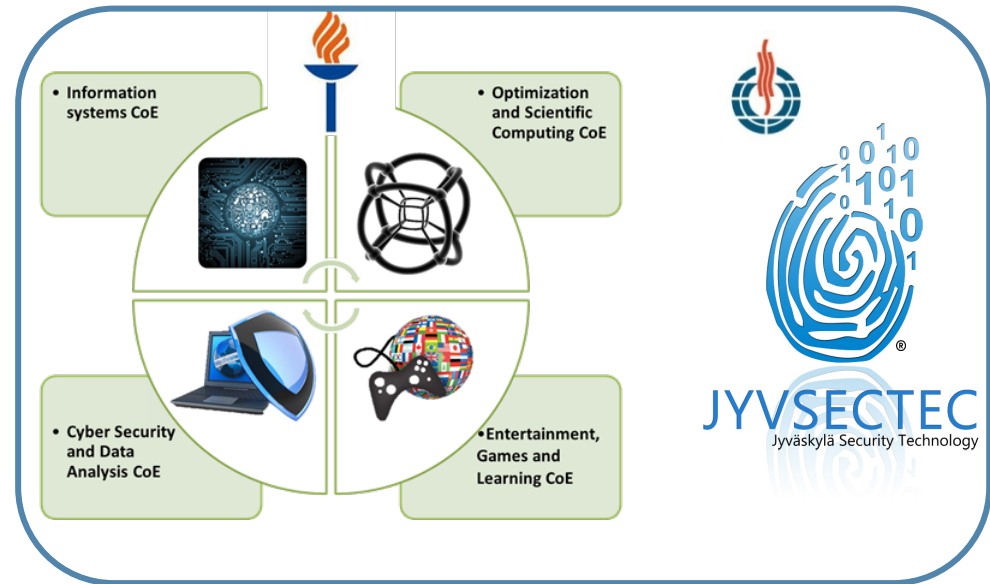 • Information
systems CoE
• Optimization
and Scientific
Computing CoE
• Cyber Security
and Data
Analysis CoE
•Entertainment,
Games and
Learning CoE
1
0 0 1 0
1 1 0 1
0 1 0
1
®
JYVSECTEC
Jyväskylä Security Technology